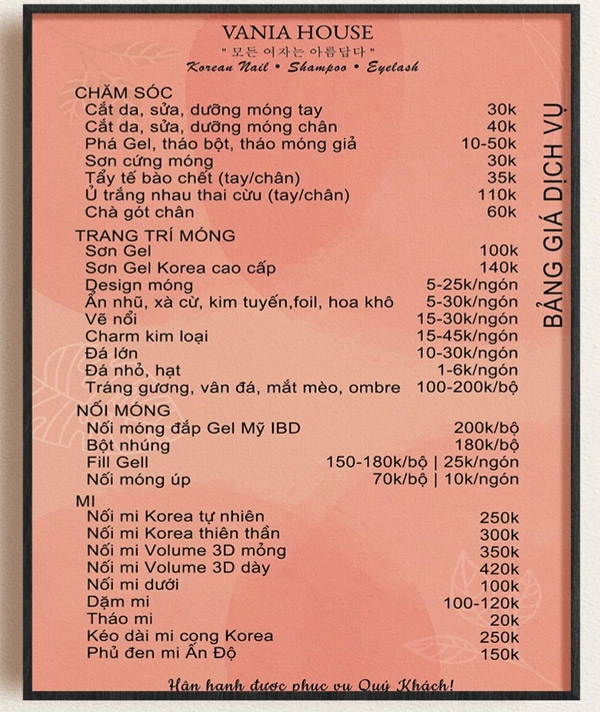 VANIA HOUSE
"모든 여자는 아름답다"
Korean Nail • Shampoo • Eyelash
BẢNG GIÁ DỊCH VỤ
CHĂM SÓC
Cắt da, sửa, dưỡng móng tay 30k
Cắt da, sửa, dưỡng móng chân 40k
Phá Gel, tháo bột, tháo móng giả 10-50k
Sơn cứng móng 30k
Tẩy tế bào chết (tay/chân) 35k
Ủ trắng nhau thai cừu (tay/chân) 110k
Chà gót chân 60k
TRANG TRÍ MÓNG
Sơn Gel 100k
Sơn Gel Korea cao cấp 140k
Design móng 5-25k/ngón
Ẩn nhũ, xà cừ, kim tuyến,foil, hoa khô 5-30k/ngón
Vẽ nổi 15-30k/ngón
Charm kim loại 15-45k/ngón
Đá lớn 10-30k/ngón
Đá nhỏ, hạt 1-6k/ngón
Tráng gương, vân đá, mắt mèo, ombre 100-200k/bộ
NỐI MÓNG
Nối móng đắp Gel Mỹ IBD 200k/bộ
Bột nhúng 180k/bộ
Fill Gell 150-180k/bộ | 25k/ngón
Nối móng úp 70k/bộ | 10k/ngón
MI
Nối mi Korea tự nhiên 250k
Nối mi Korea thiên thần 300k
Nối mi Volume 3D mỏng 350k
Nối mi Volume 3D dày 420k
Nối mi dưới 100k
Dặm mi 100-120k
Tháo mi 20k
Kéo dài mi cong Korea 250k
Phủ đen mi Ấn Độ 150k
Hân hạnh được phục vụ Quý Khách!